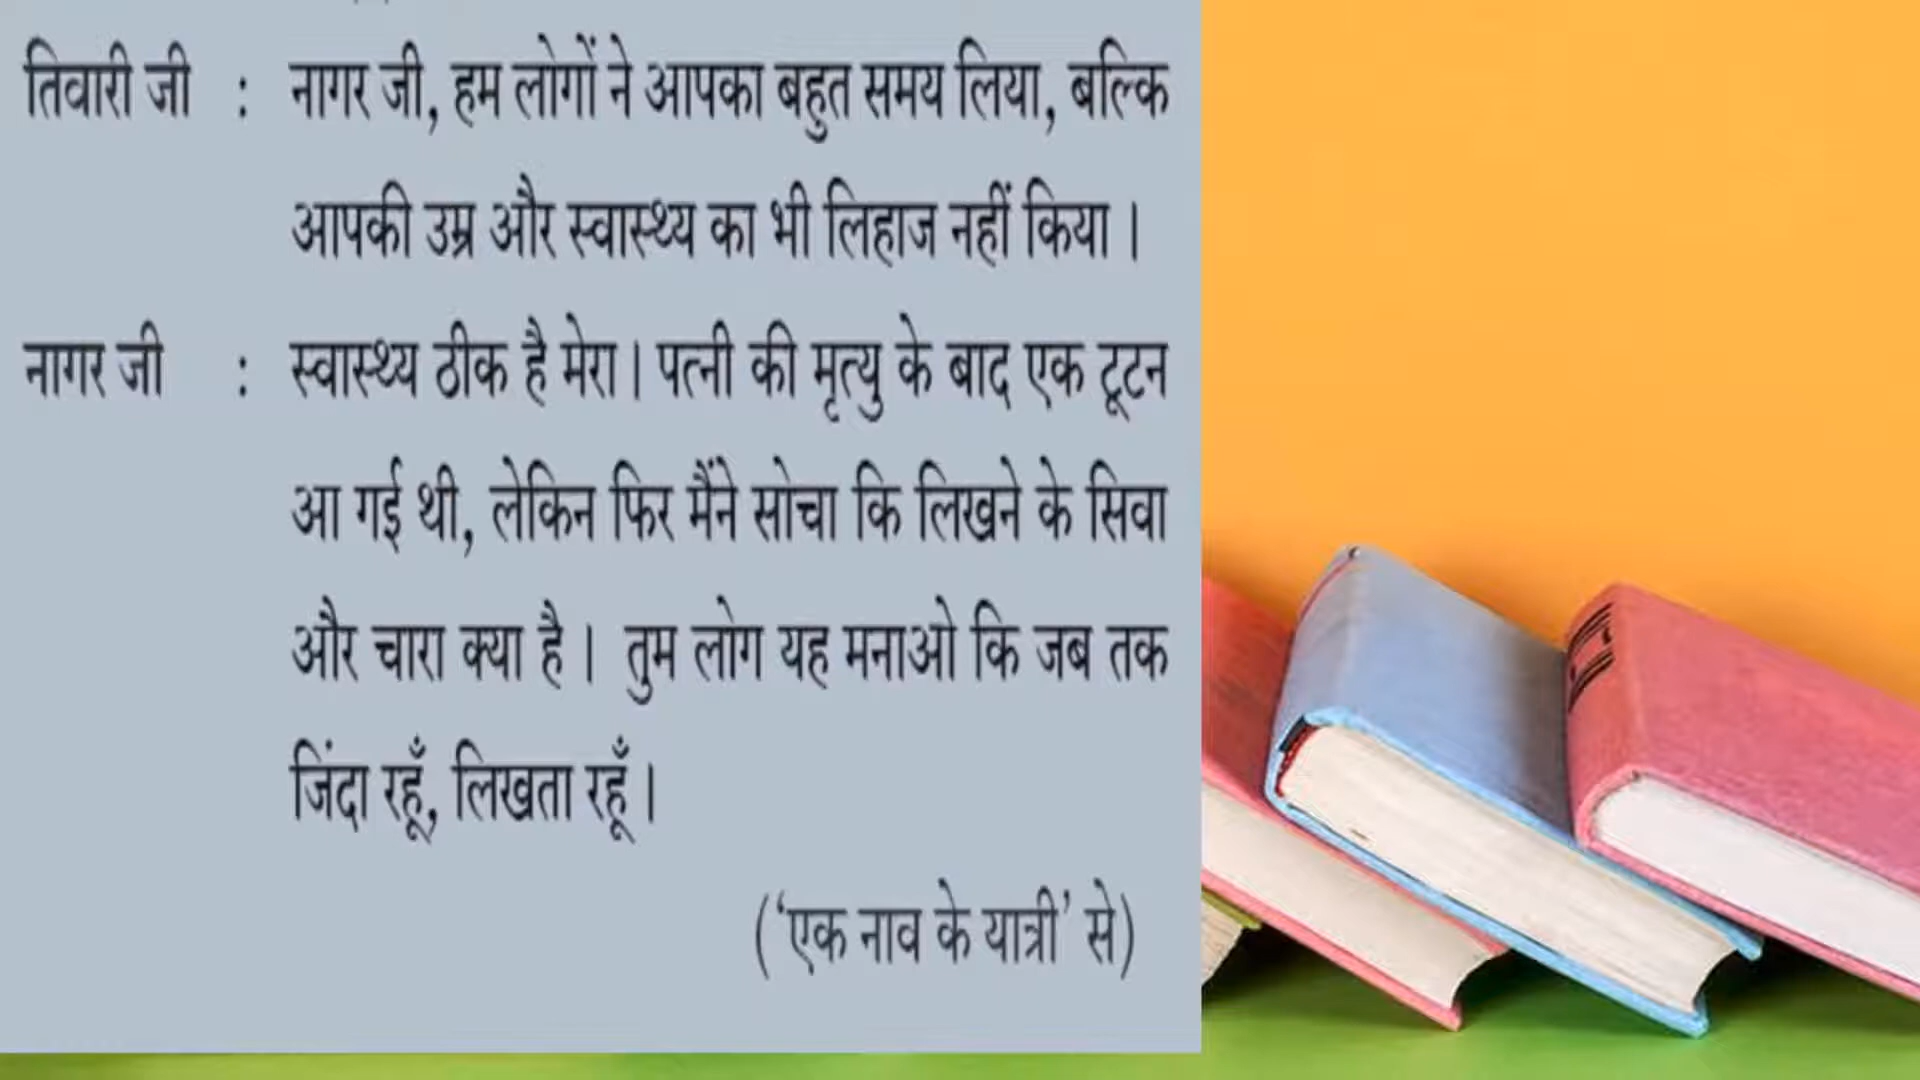 तिवारी जी : नागर जी, हम लोगों ने आपका बहुत समय लिया, बल्कि
आपकी उम्र और स्वास्थ्य का भी लिहाज नहीं किया ।
नागर जी : स्वास्थ्य ठीक है मेरा । पत्नी की मृत्यु के बाद एक टूटन
आ गई थी, लेकिन फिर मैंने सोचा कि लिखने के सिवा
और चारा क्या है । तुम लोग यह मनाओ कि जब तक
जिंदा रहूँ, लिखता रहूँ ।
(‘एक नाव के यात्री’ से)